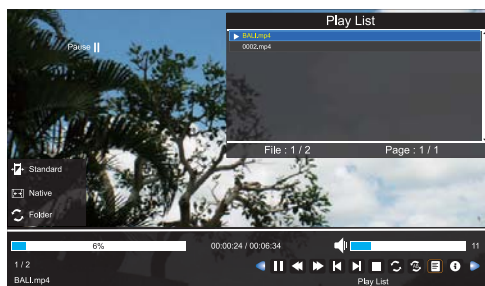 Play List
Pause
BALI.mp4
0002.mp4
File : 1 / 2 Page : 1 / 1
Standard
Native
Folder
6% 00:00:24 / 00:06:34 11
1 / 2
BALI.mp4 Play List